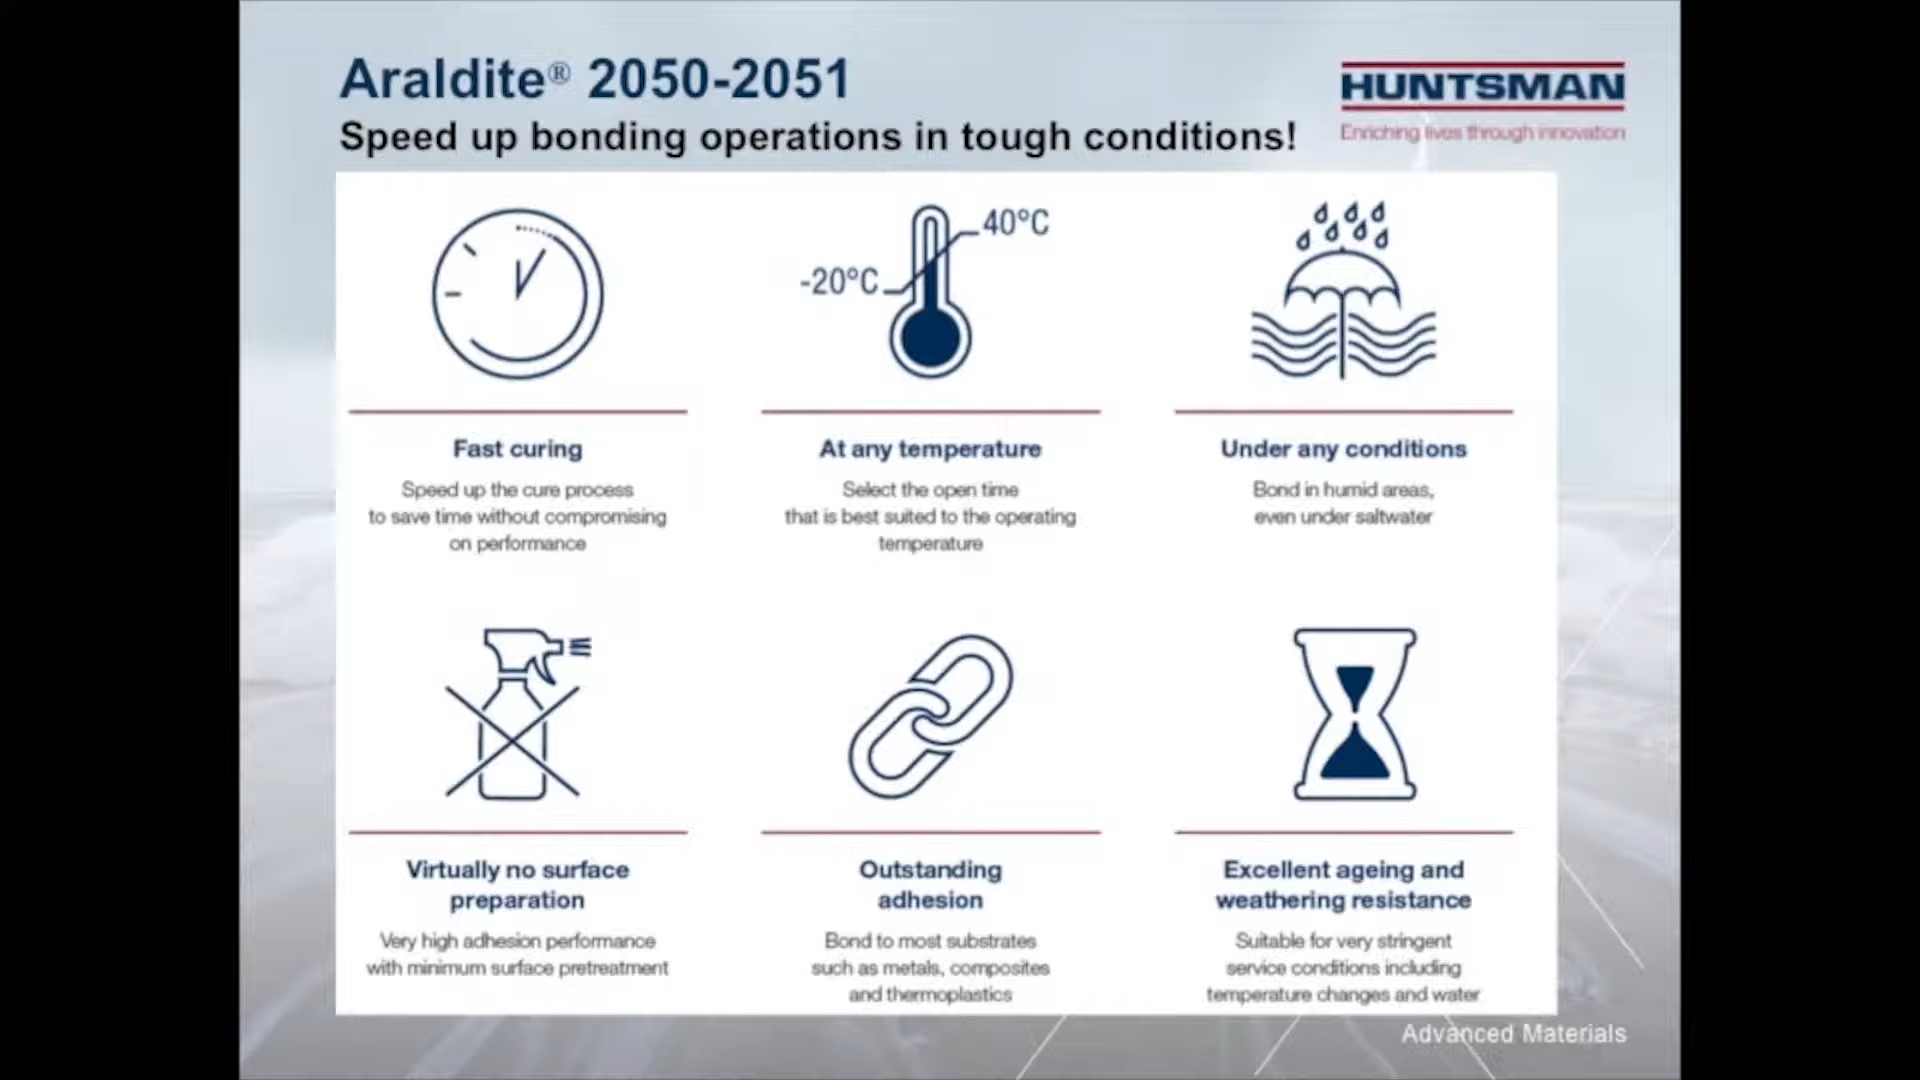 Araldite® 2050-2051
Speed up bonding operations in tough conditions!
HUNTSMAN
Enriching lives through innovation
-20°C
40°C
Fast curing
Speed up the cure process
to save time without compromising
on performance
At any temperature
Select the open time
that is best suited to the operating
temperature
Under any conditions
Bond in humid areas,
even under saltwater
Virtually no surface
preparation
Very high adhesion performance
with minimum surface pretreatment
Outstanding
adhesion
Bond to most substrates
such as metals, composites
and thermoplastics
Excellent ageing and
weathering resistance
Suitable for very stringent
service conditions including
temperature changes and water
Advanced Materials